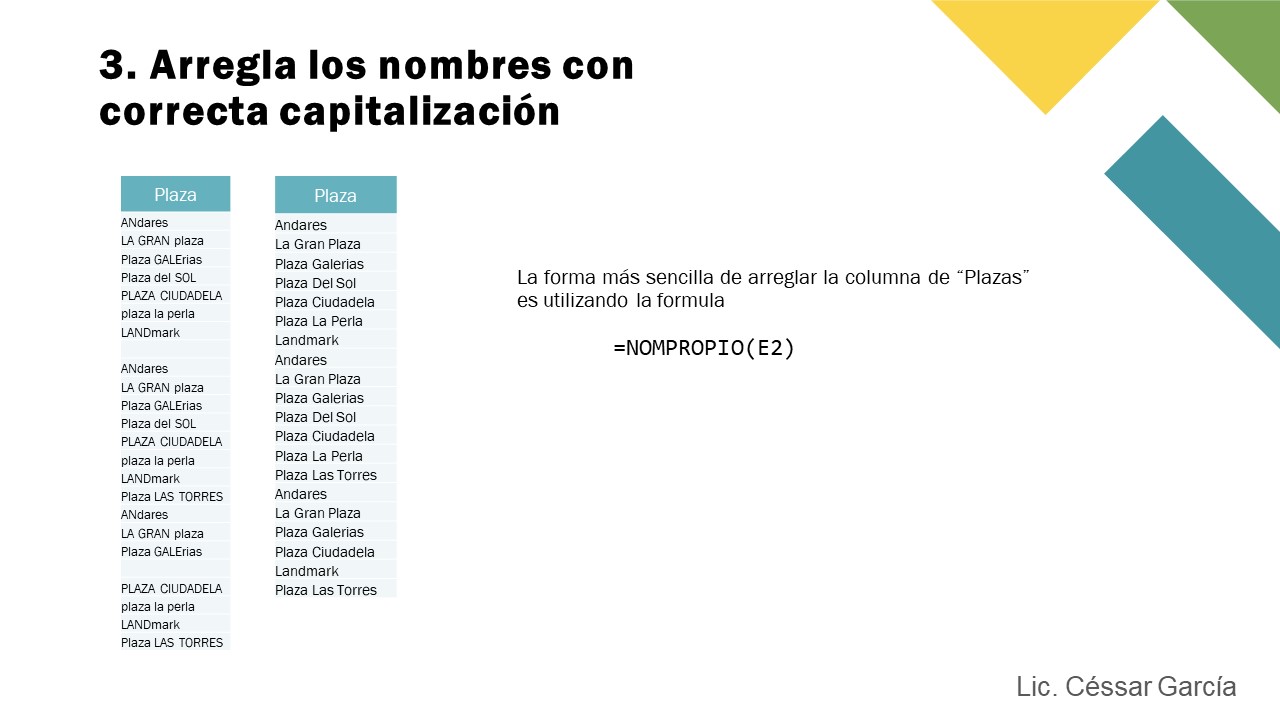 3. Arregla los nombres con
correcta capitalización
Plaza
ANdares
LA GRAN plaza
Plaza GALErias
Plaza del SOL
PLAZA CIUDADELA
plaza la perla
LANDmark
ANdares
LA GRAN plaza
Plaza GALErias
Plaza del SOL
PLAZA CIUDADELA
plaza la perla
LANDmark
Plaza LAS TORRES
ANdares
LA GRAN plaza
Plaza GALErias
PLAZA CIUDADELA
plaza la perla
LANDmark
Plaza LAS TORRES
Plaza
Andares
La Gran Plaza
Plaza Galerias
Plaza Del Sol
Plaza Ciudadela
Plaza La Perla
Landmark
Andares
La Gran Plaza
Plaza Galerias
Plaza Del Sol
Plaza Ciudadela
Plaza La Perla
Plaza Las Torres
Andares
La Gran Plaza
Plaza Galerias
Plaza Ciudadela
Landmark
Plaza Las Torres
La forma más sencilla de arreglar la columna de “Plazas”
es utilizando la formula
=NOMPROPIO(E2)
Lic. Céssar García